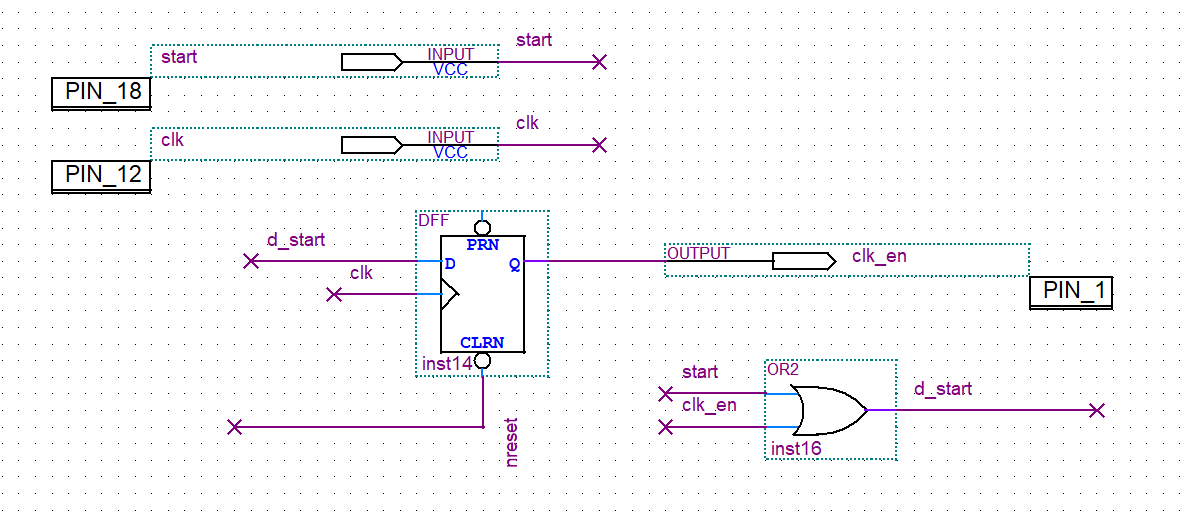 start
start
INPUT
VCC
PIN_18
clk
clk
INPUT
VCC
PIN_12
DFF
PRN
d_start
D
Q
clk
CLRN
inst14
nreset
OUTPUT
clk_en
PIN_1
start
OR2
clk_en
d_start
inst16